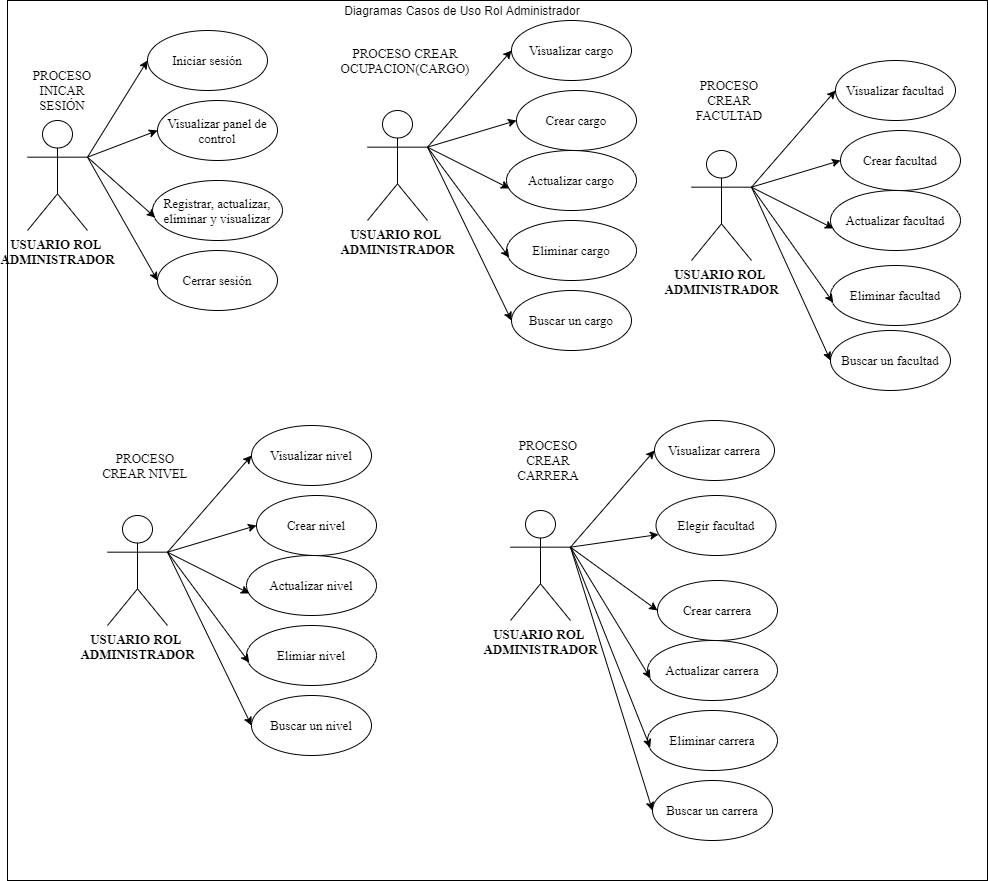 Diagramas Casos de Uso Rol Administrador
PROCESO
INICAR
SESIÓN
Iniciar sesión
Visualizar panel de
control
Registrar, actualizar,
eliminar y visualizar
Cerrar sesión
USUARIO ROL
ADMINISTRADOR
PROCESO CREAR
OCUPACION(CARGO)
Visualizar cargo
Crear cargo
Actualizar cargo
Eliminar cargo
Buscar un cargo
USUARIO ROL
ADMINISTRADOR
PROCESO
CREAR
FACULTAD
Visualizar facultad
Crear facultad
Actualizar facultad
Eliminar facultad
Buscar un facultad
USUARIO ROL
ADMINISTRADOR
PROCESO
CREAR NIVEL
Visualizar nivel
Crear nivel
Actualizar nivel
Elimiar nivel
Buscar un nivel
USUARIO ROL
ADMINISTRADOR
PROCESO
CREAR
CARRERA
Visualizar carrera
Elegir facultad
Crear carrera
Actualizar carrera
Eliminar carrera
Buscar un carrera
USUARIO ROL
ADMINISTRADOR